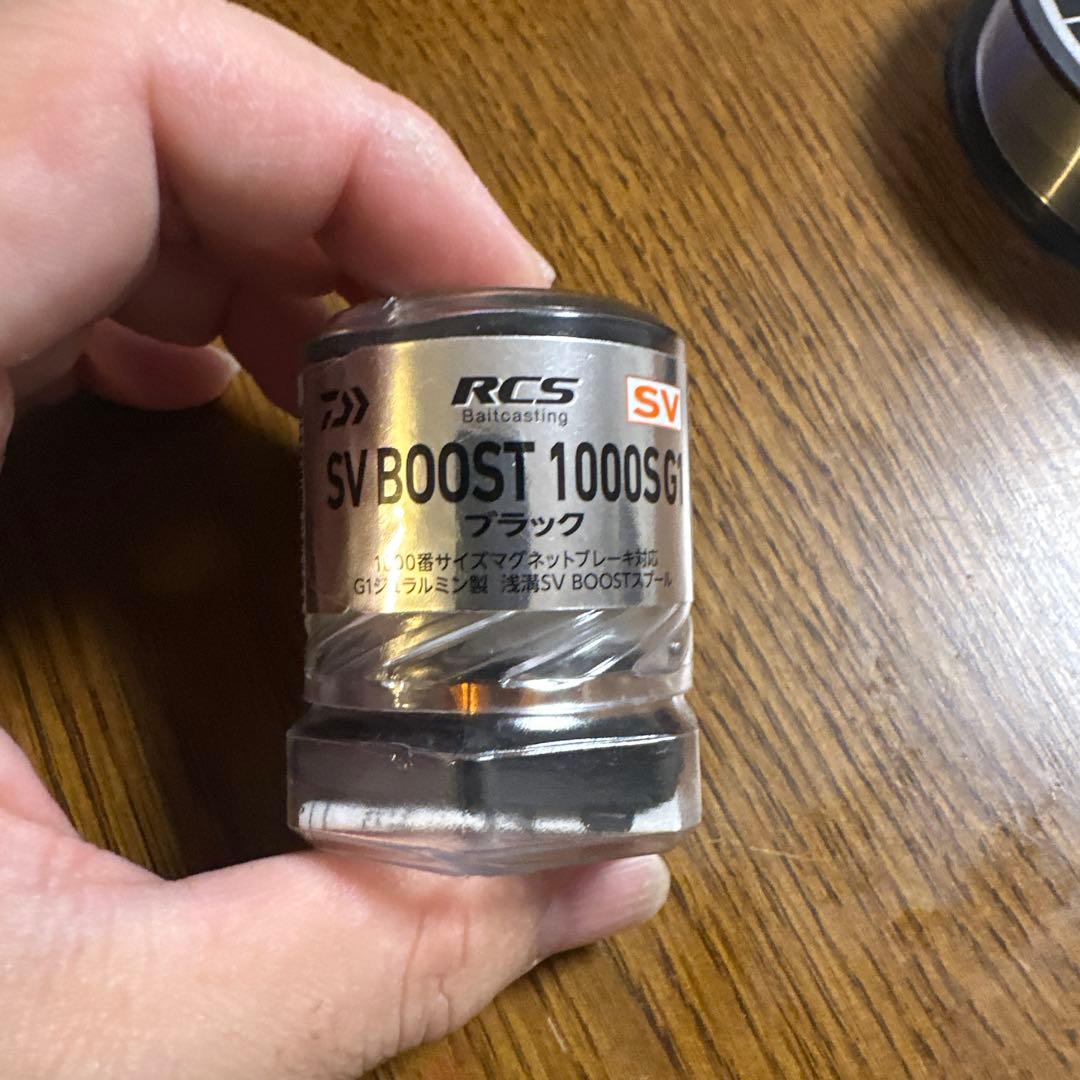 RCS
Baitcasting
SV
SV BOOST 1000S G1
ブラック
1000番サイズマグネットブレーキ対応
G1ジュラルミン製 浅溝SV BOOSTスプール